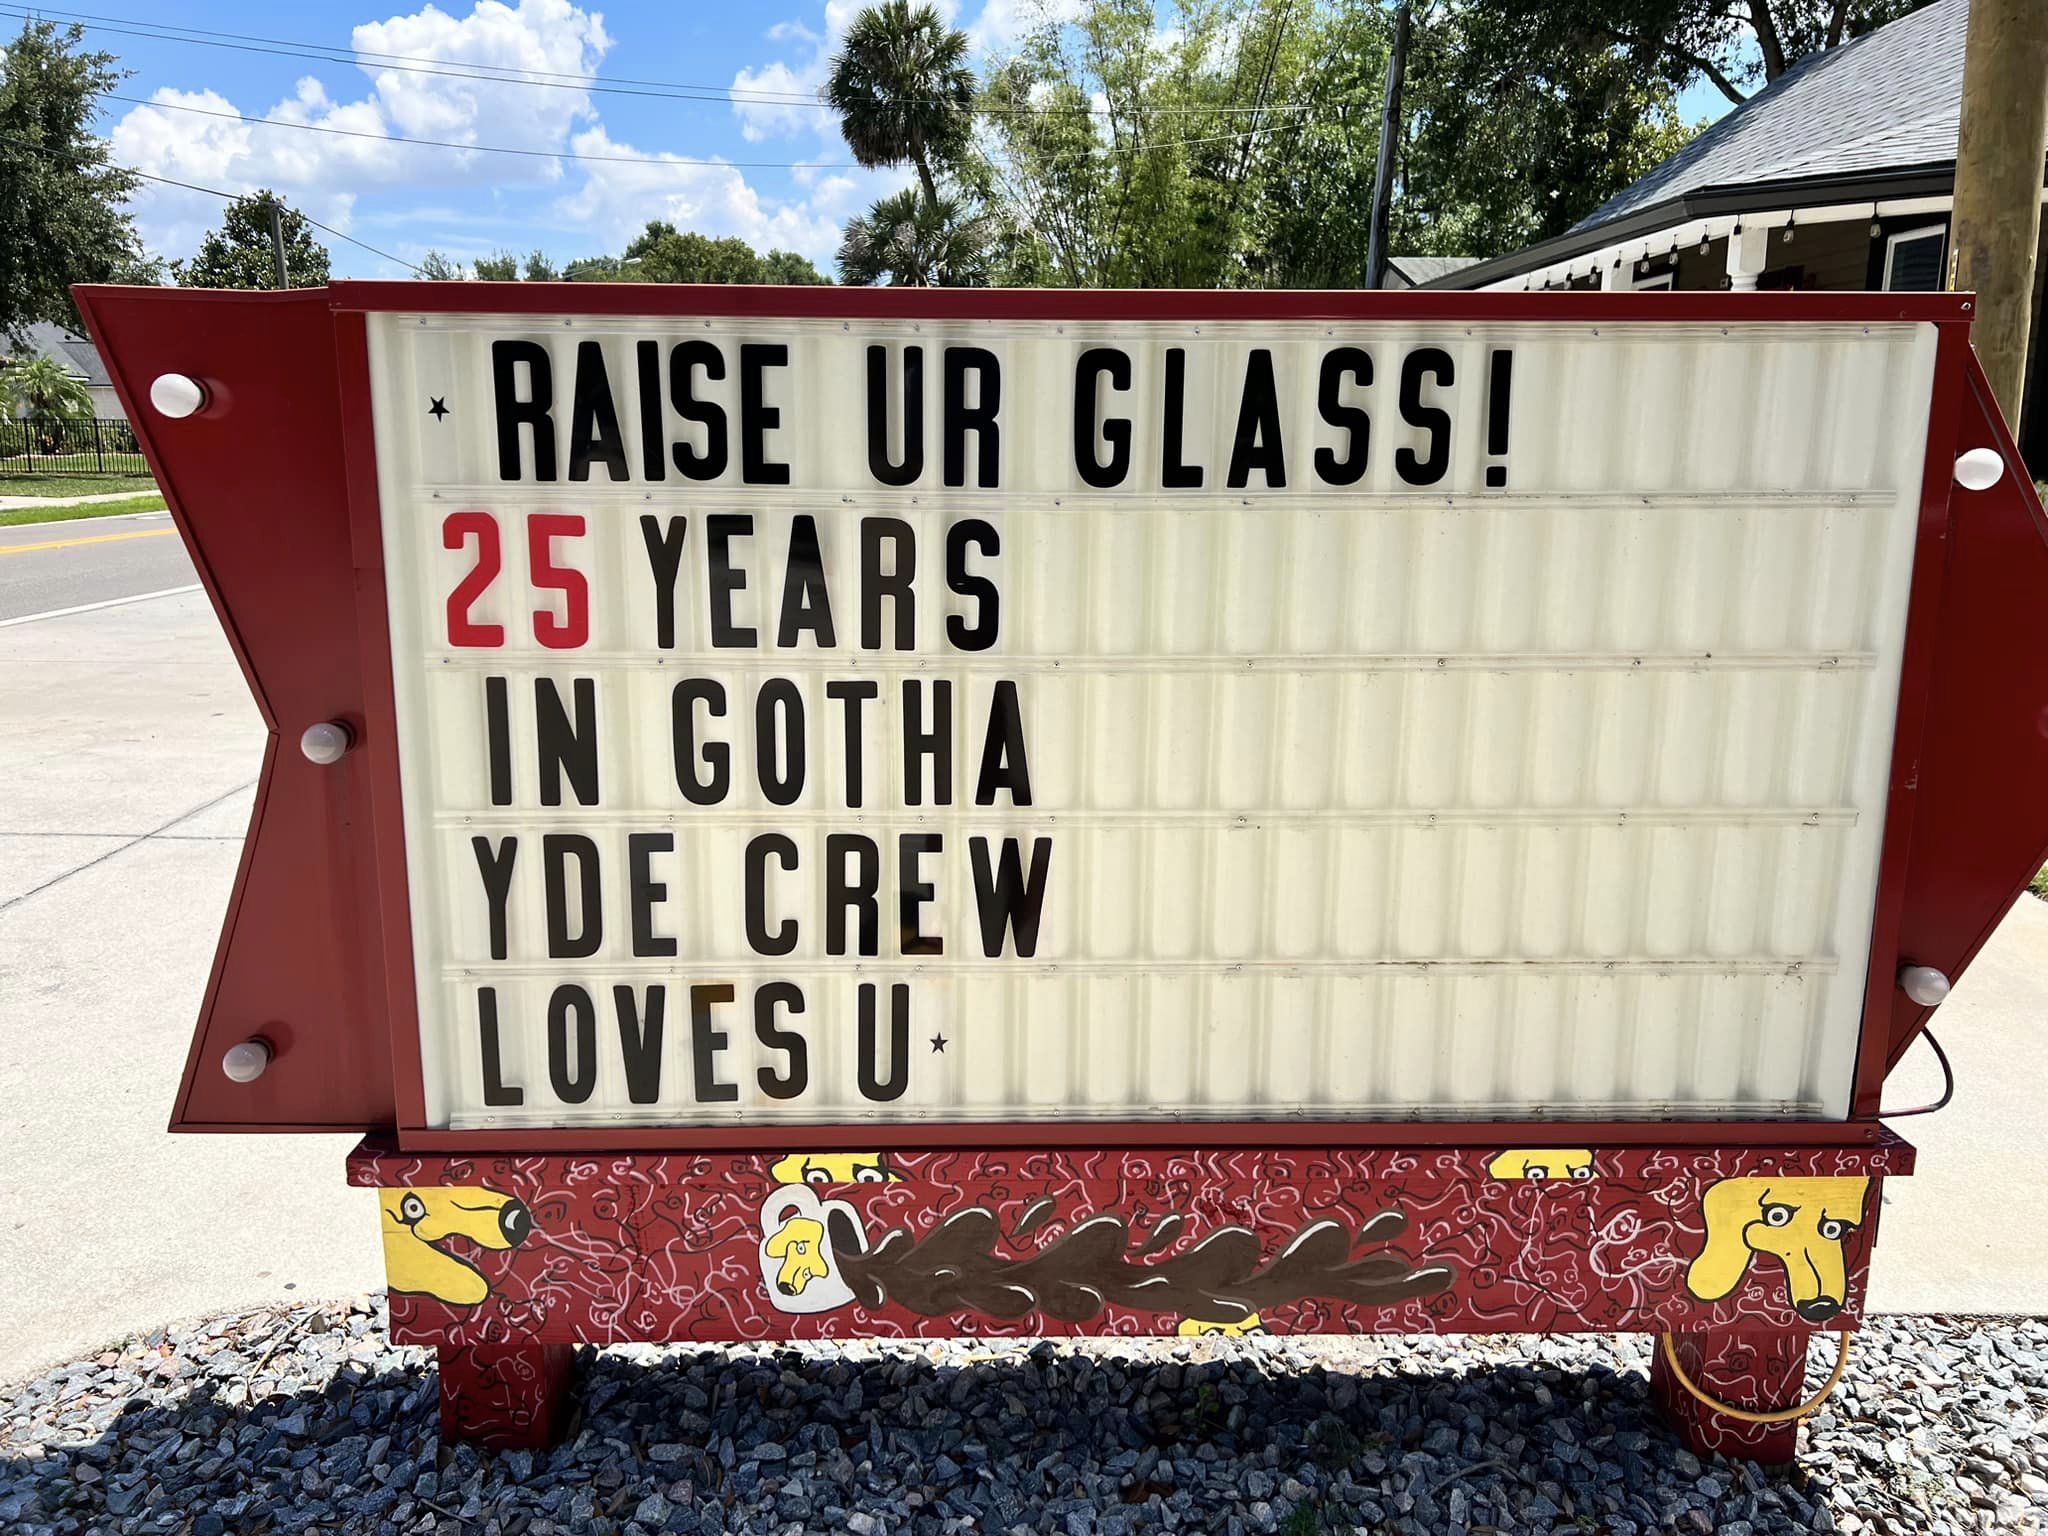 ★ RAISE UR GLASS!
25 YEARS
IN GOTHA
YDE CREW
LOVES U ★